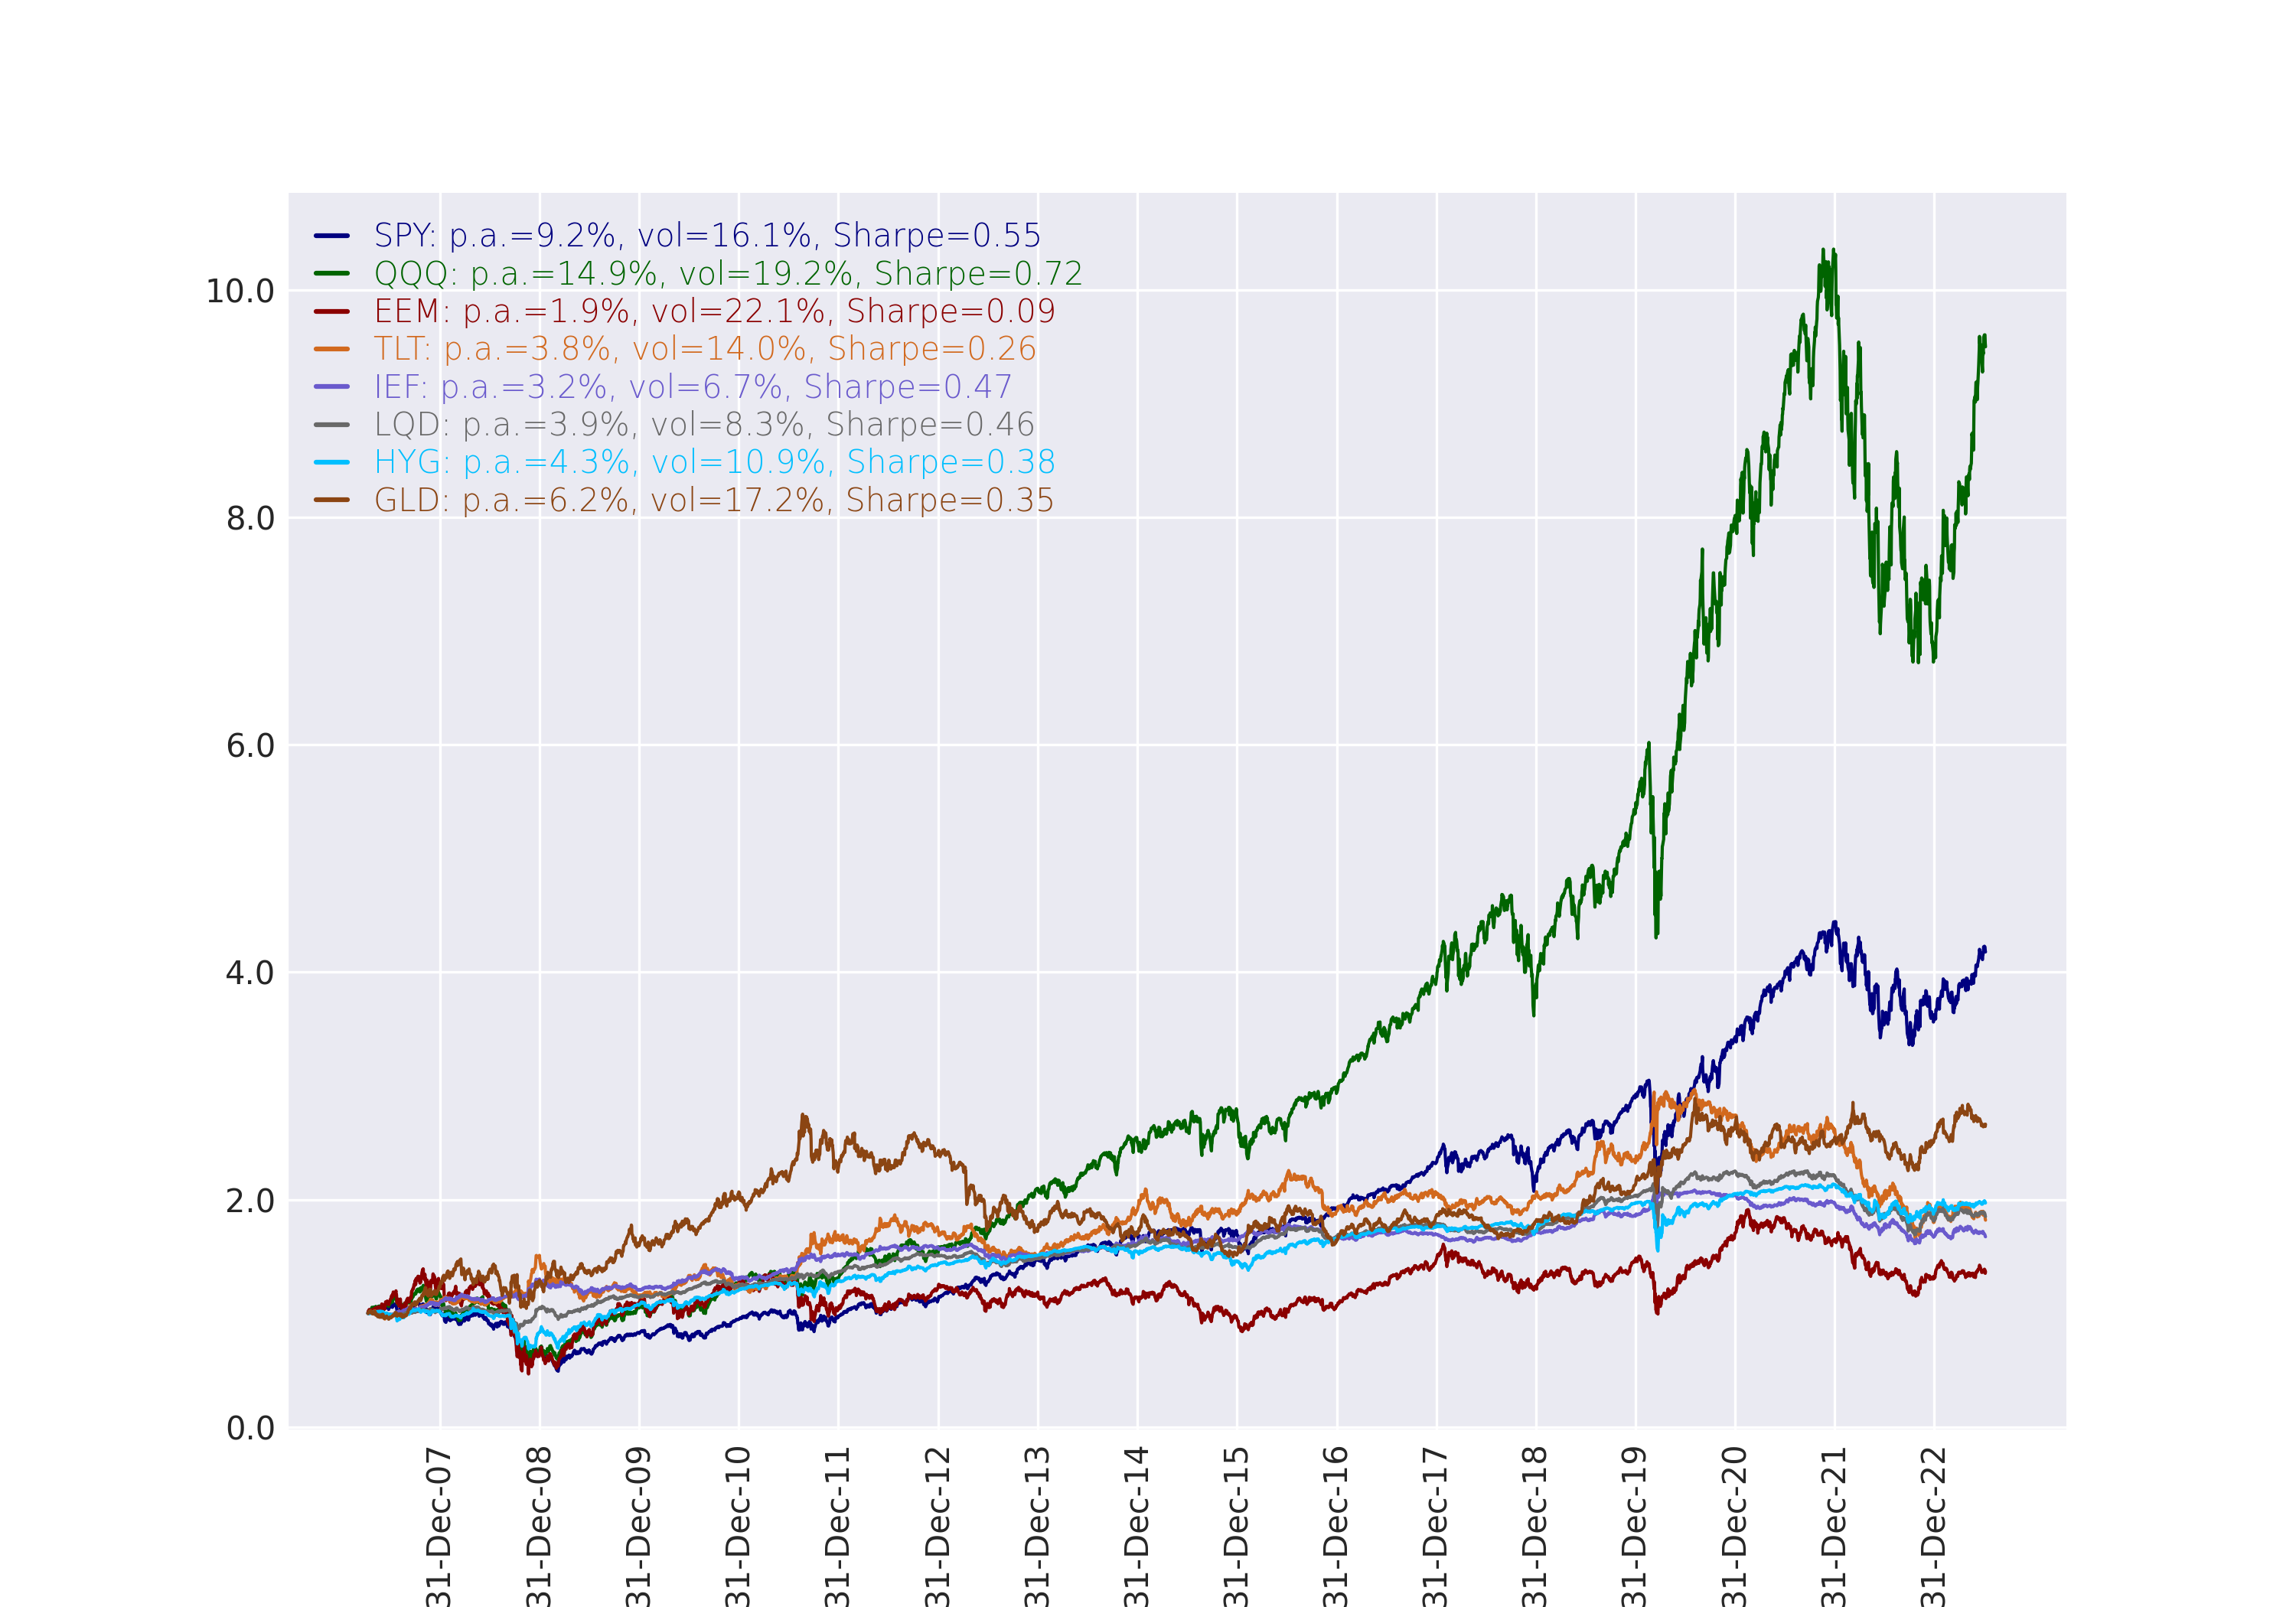 SPY: p.a.=9.2%, vol=16.1%, Sharpe=0.55
QQQ: p.a.=14.9%, vol=19.2%, Sharpe=0.72
EEM: p.a.=1.9%, vol=22.1%, Sharpe=0.09
TLT: p.a.=3.8%, vol=14.0%, Sharpe=0.26
IEF: p.a.=3.2%, vol=6.7%, Sharpe=0.47
LQD: p.a.=3.9%, vol=8.3%, Sharpe=0.46
HYG: p.a.=4.3%, vol=10.9%, Sharpe=0.38
GLD: p.a.=6.2%, vol=17.2%, Sharpe=0.35
10.0
8.0
6.0
4.0
2.0
0.0
31-Dec-07
31-Dec-08
31-Dec-09
31-Dec-10
31-Dec-11
31-Dec-12
31-Dec-13
31-Dec-14
31-Dec-15
31-Dec-16
31-Dec-17
31-Dec-18
31-Dec-19
31-Dec-20
31-Dec-21
31-Dec-22